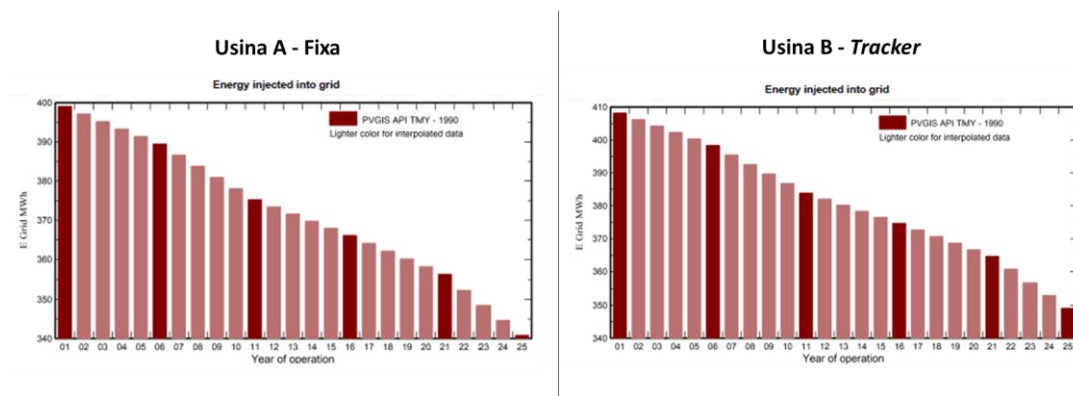 Usina A - Fixa
Energy injected into grid
PVGIS API TMY - 1990
Lighter color for interpolated data
E Grid MWh
400
390
380
370
360
350
340
01 02 03 04 05 06 07 08 09 10 11 12 13 14 15 16 17 18 19 20 21 22 23 24 25
Year of operation
Usina B - Tracker
Energy injected into grid
PVGIS API TMY - 1990
Lighter color for interpolated data
E Grid MWh
410
400
390
380
370
360
350
340
01 02 03 04 05 06 07 08 09 10 11 12 13 14 15 16 17 18 19 20 21 22 23 24 25
Year of operation